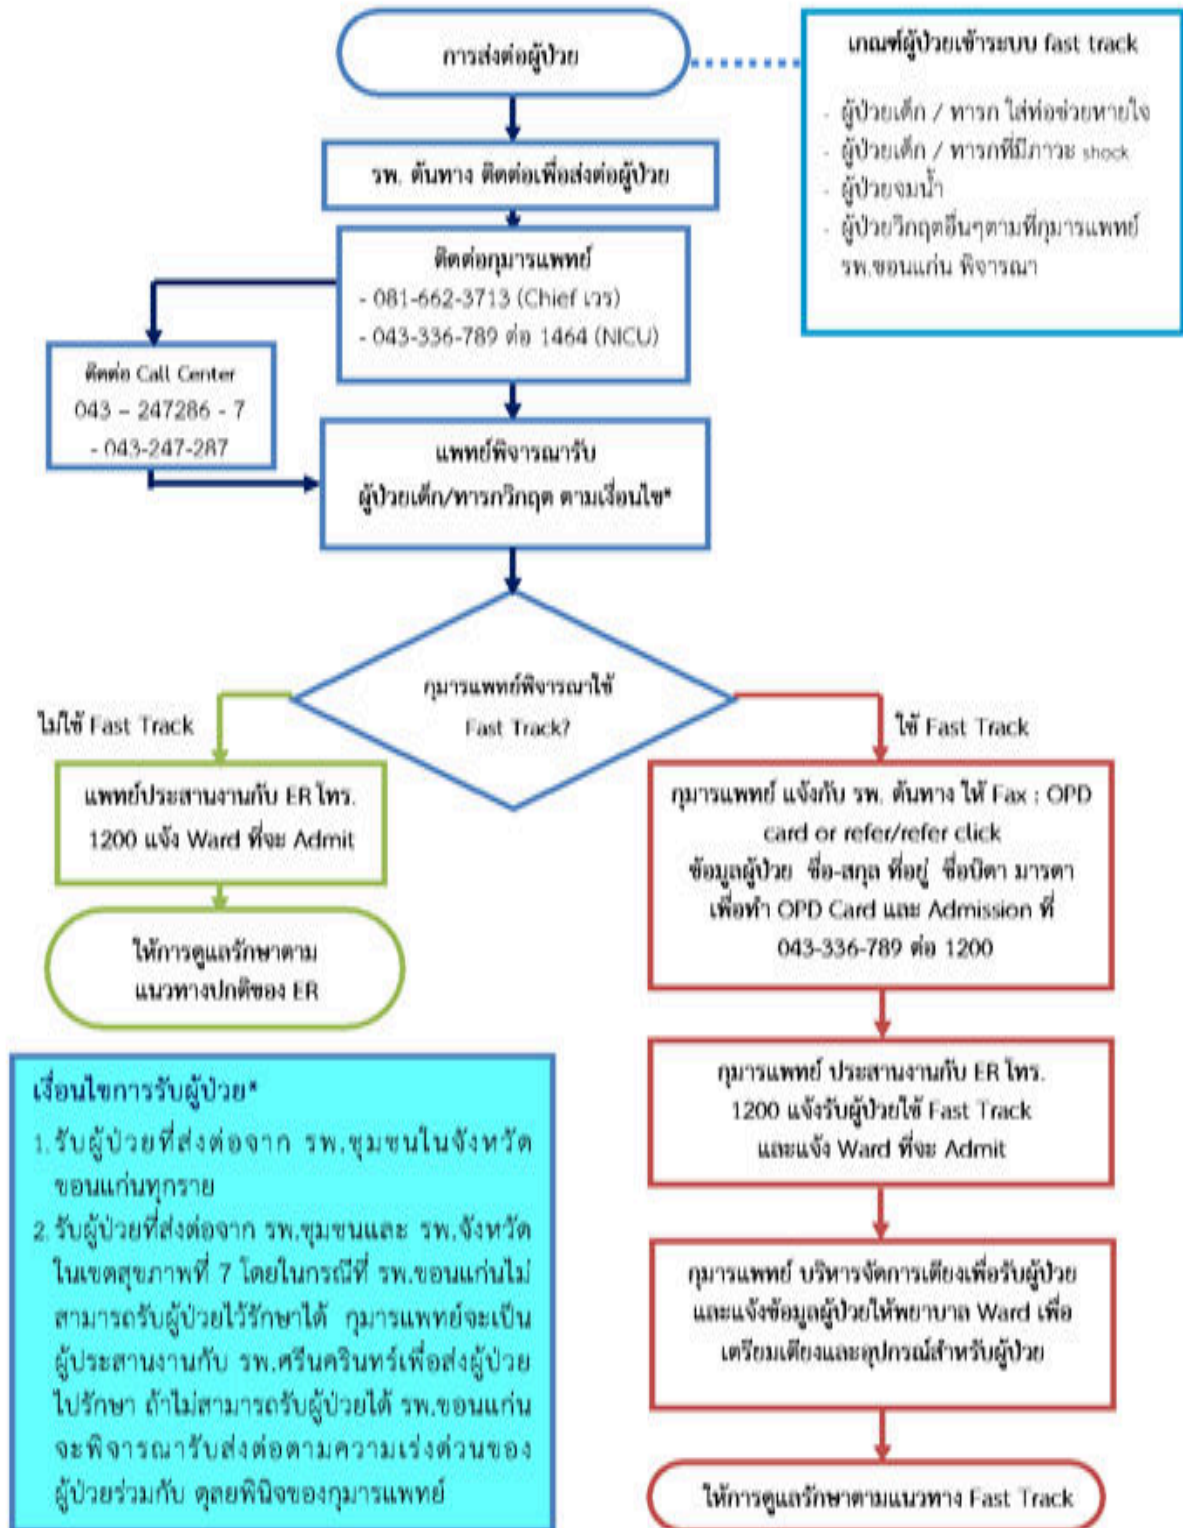 การส่งต่อผู้ป่วย
เกณฑ์ผู้ป่วยเข้าระบบ fast track
- ผู้ป่วยเด็ก / ทารก ใส่ท่อช่วยหายใจ
- ผู้ป่วยเด็ก / ทารกที่มีภาวะ shock
- ผู้ป่วยจมน้ำ
- ผู้ป่วยวิกฤตอื่นๆตามที่กุมารแพทย์
รพ.ขอนแก่น พิจารณา
รพ. ต้นทาง ติดต่อเพื่อส่งต่อผู้ป่วย
ติดต่อกุมารแพทย์
- 081-662-3713 (Chief เวร)
- 043-336-789 ต่อ 1464 (NICU)
ติดต่อ Call Center
043 – 247286 - 7
- 043-247-287
แพทย์พิจารณารับ
ผู้ป่วยเด็ก/ทารกวิกฤต ตามเงื่อนไข*
กุมารแพทย์พิจารณาใช้
Fast Track?
ไม่ใช้ Fast Track
ใช้ Fast Track
แพทย์ประสานงานกับ ER โทร.
1200 แจ้ง Ward ที่จะ Admit
ให้การดูแลรักษาตาม
แนวทางปกติของ ER
กุมารแพทย์ แจ้งกับ รพ. ต้นทาง ให้ Fax : OPD
card or refer/refer click
ข้อมูลผู้ป่วย ชื่อ-สกุล ที่อยู่ ชื่อบิดา มารดา
เพื่อทำ OPD Card และ Admission ที่
043-336-789 ต่อ 1200
กุมารแพทย์ ประสานงานกับ ER โทร.
1200 แจ้งรับผู้ป่วยใช้ Fast Track
และแจ้ง Ward ที่จะ Admit
กุมารแพทย์ บริหารจัดการเตียงเพื่อรับผู้ป่วย
และแจ้งข้อมูลผู้ป่วยให้พยาบาล Ward เพื่อ
เตรียมเตียงและอุปกรณ์สำหรับผู้ป่วย
ให้การดูแลรักษาตามแนวทาง Fast Track
เงื่อนไขการรับผู้ป่วย*
1. รับผู้ป่วยที่ส่งต่อจาก รพ.ชุมชนในจังหวัด
ขอนแก่นทุกราย
2. รับผู้ป่วยที่ส่งต่อจาก รพ.ชุมชนและ รพ.จังหวัด
ในเขตสุขภาพที่ 7 โดยในกรณีที่ รพ.ขอนแก่นไม่
สามารถรับผู้ป่วยไว้รักษาได้ กุมารแพทย์จะเป็น
ผู้ประสานงานกับ รพ.ศรีนครินทร์เพื่อส่งผู้ป่วย
ไปรักษา ถ้าไม่สามารถรับผู้ป่วยได้ รพ.ขอนแก่น
จะพิจารณารับส่งต่อตามความเร่งด่วนของ
ผู้ป่วยร่วมกับ ดุลยพินิจของกุมารแพทย์